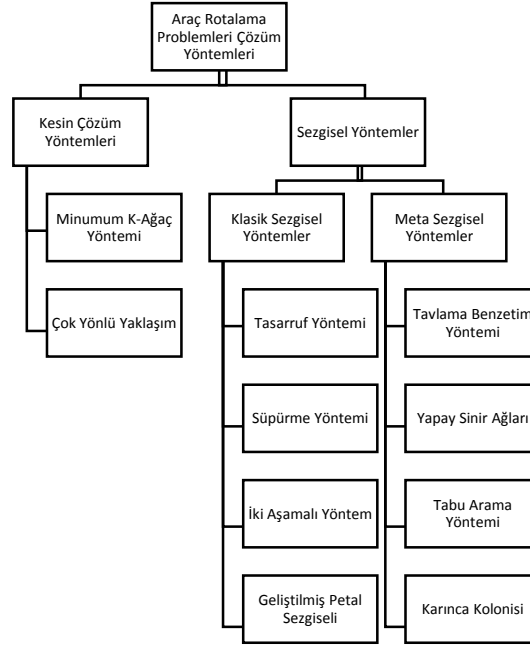 Araç Rotalama
Problemleri Çözüm
Yöntemleri
Kesin Çözüm
Yöntemleri
Sezgisel Yöntemler
Minumum K-Ağaç
Yöntemi
Çok Yönlü Yaklaşım
Klasik Sezgisel
Yöntemler
Meta Sezgisel
Yöntemler
Tasarruf Yöntemi
Süpürme Yöntemi
İki Aşamalı Yöntem
Geliştilmiş Petal
Sezgiseli
Tavlama Benzetim
Yöntemi
Yapay Sinir Ağları
Tabu Arama
Yöntemi
Karınca Kolonisi